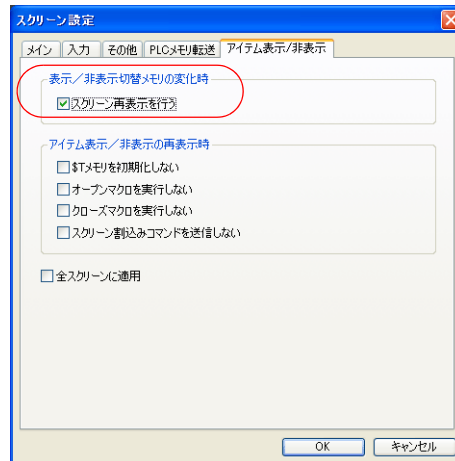 スクリーン設定
メイン 入力 その他 PLCメモリ転送 アイテム表示/非表示
表示／非表示切替メモリの変化時
スクリーン再表示を行う
アイテム表示／非表示の再表示時
$Tメモリを初期化しない
オープンマクロを実行しない
クローズマクロを実行しない
スクリーン割込みコマンドを送信しない
全スクリーンに適用
OK キャンセル